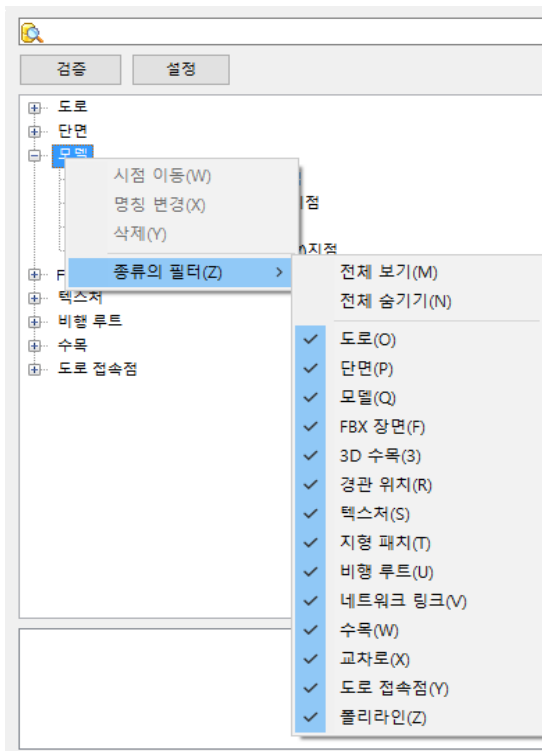 검증 설정
도로
단면
모델
시점 이동(W)
명칭 변경(X)
점
삭제(Y)
지점
종류의 필터(Z)
F
텍스처
비행 루트
수목
도로 접속점
전체 보기(M)
전체 숨기기(N)
도로(O)
단면(P)
모델(Q)
FBX 장면(F)
3D 수목(3)
경관 위치(R)
텍스처(S)
지형 패치(T)
비행 루트(U)
네트워크 링크(V)
수목(W)
교차로(X)
도로 접속점(Y)
폴리라인(Z)